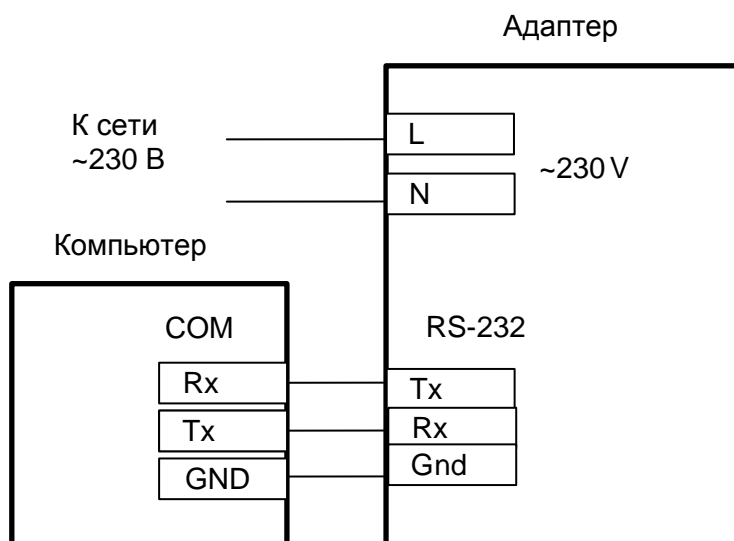 Адаптер
К сети
~230 В
L
~230 V
N
Компьютер
COM
RS-232
Rx
Tx
Tx
Rx
GND
Gnd